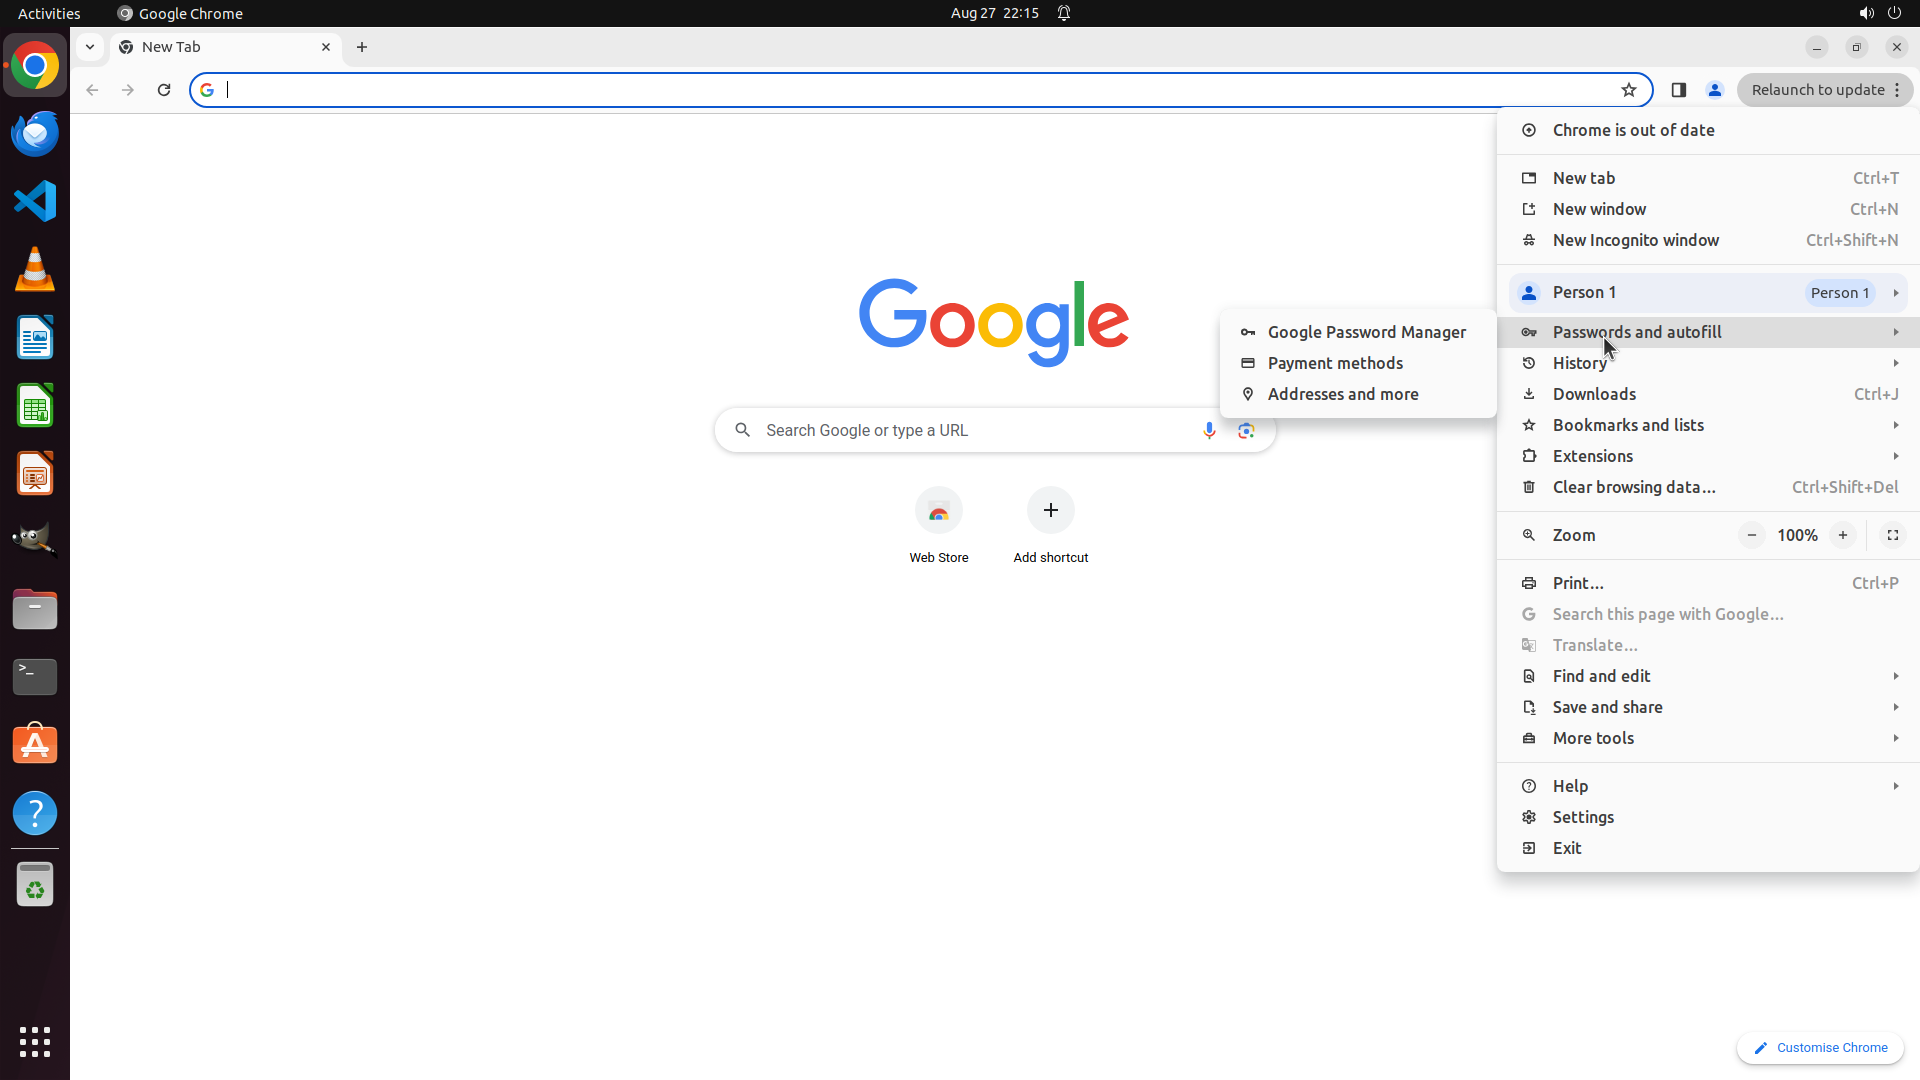 Activities
Google Chrome
Aug 27 22:15
New Tab
Relaunch to update
Chrome is out of date
New tab Ctrl+T
New window Ctrl+N
New Incognito window Ctrl+Shift+N
Person 1 Person 1
Passwords and autofill
Google Password Manager
Payment methods
Addresses and more
History
Downloads Ctrl+J
Bookmarks and lists
Extensions
Clear browsing data... Ctrl+Shift+Del
Zoom − 100% +
Print... Ctrl+P
Search this page with Google...
Translate...
Find and edit
Save and share
More tools
Help
Settings
Exit
Google
Search Google or type a URL
Web Store
Add shortcut
Customise Chrome